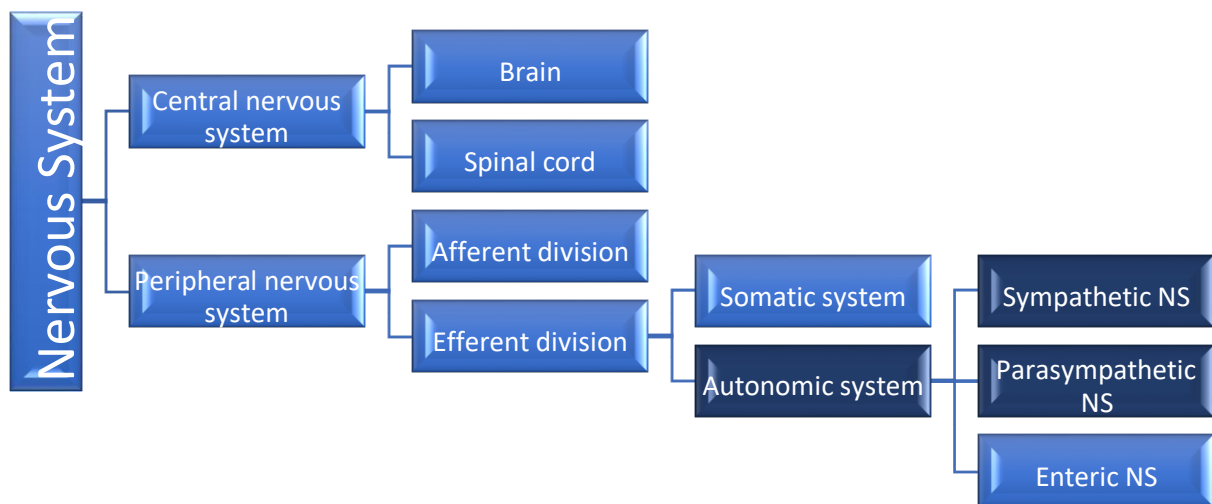 Nervous System
Central nervous
system
Brain
Spinal cord
Peripheral nervous
system
Afferent division
Efferent division
Somatic system
Autonomic system
Sympathetic NS
Parasympathetic
NS
Enteric NS